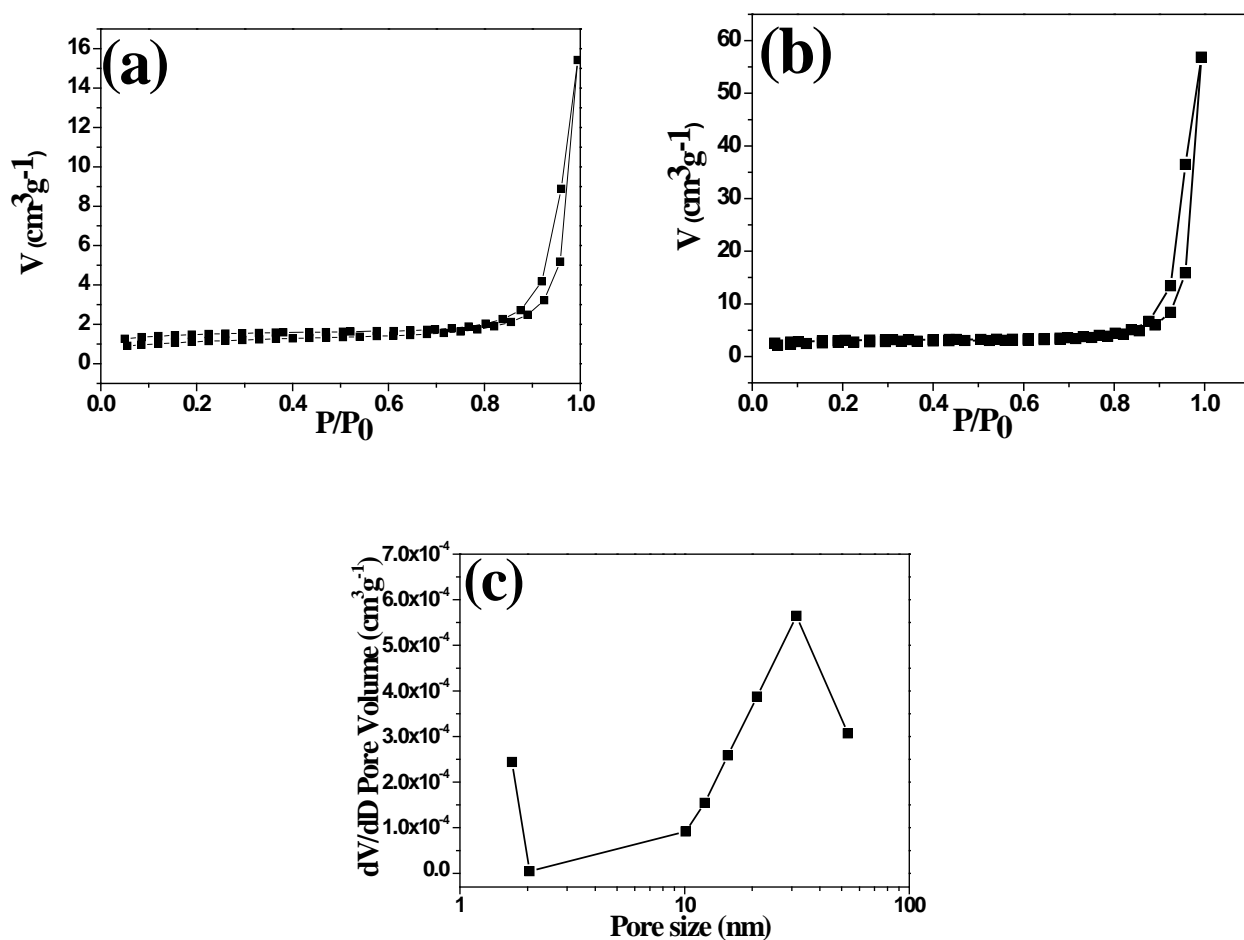 (a)
V (cm3g-1)
16
14
12
10
8
6
4
2
0
0.0 0.2 0.4 0.6 0.8 1.0
P/P0
(b)
V (cm3g-1)
60
50
40
30
20
10
0
0.0 0.2 0.4 0.6 0.8 1.0
P/P0
(c)
dV/dD Pore Volume (cm3g-1)
7.0x10-4
6.0x10-4
5.0x10-4
4.0x10-4
3.0x10-4
2.0x10-4
1.0x10-4
0.0
1 10 100
Pore size (nm)